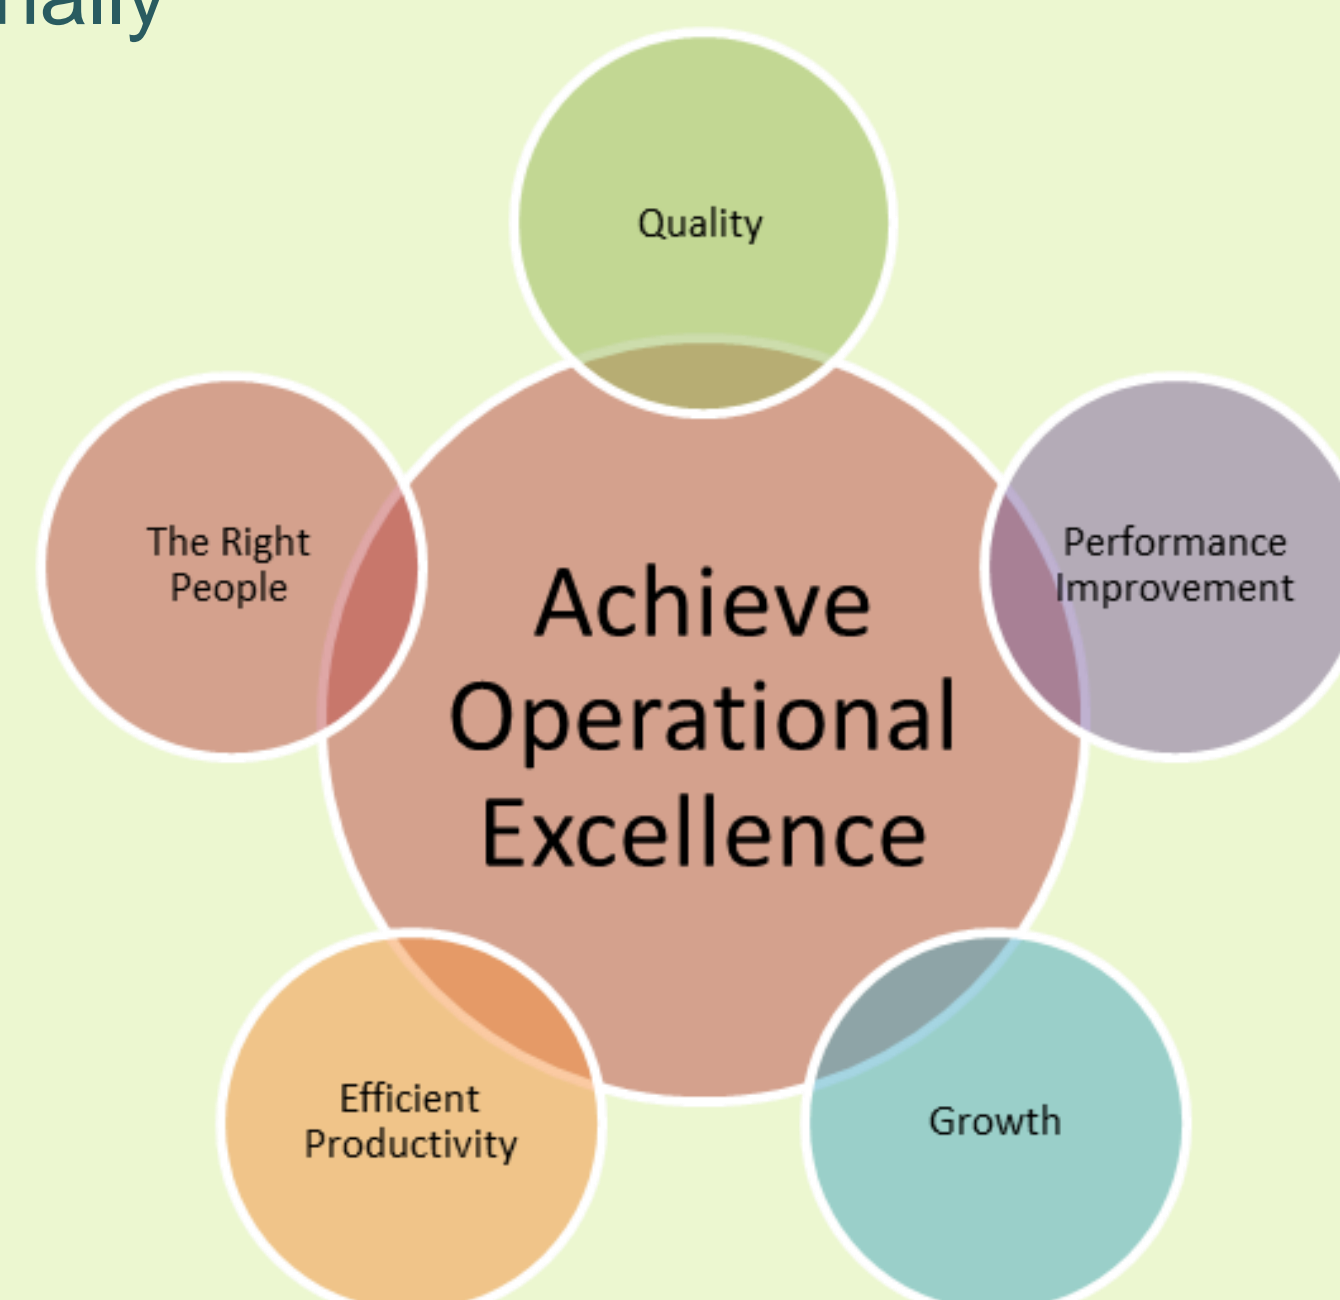 Quality
The Right
People
Performance
Improvement
Achieve
Operational
Excellence
Efficient
Productivity
Growth